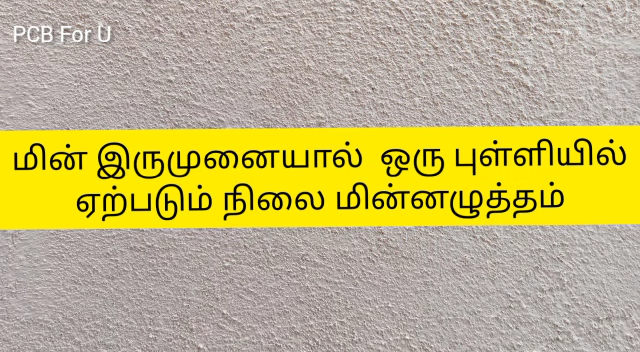 PCB For U
மின் இருமுனையால் ஒரு புள்ளியில்
ஏற்படும் நிலை மின்னழுத்தம்